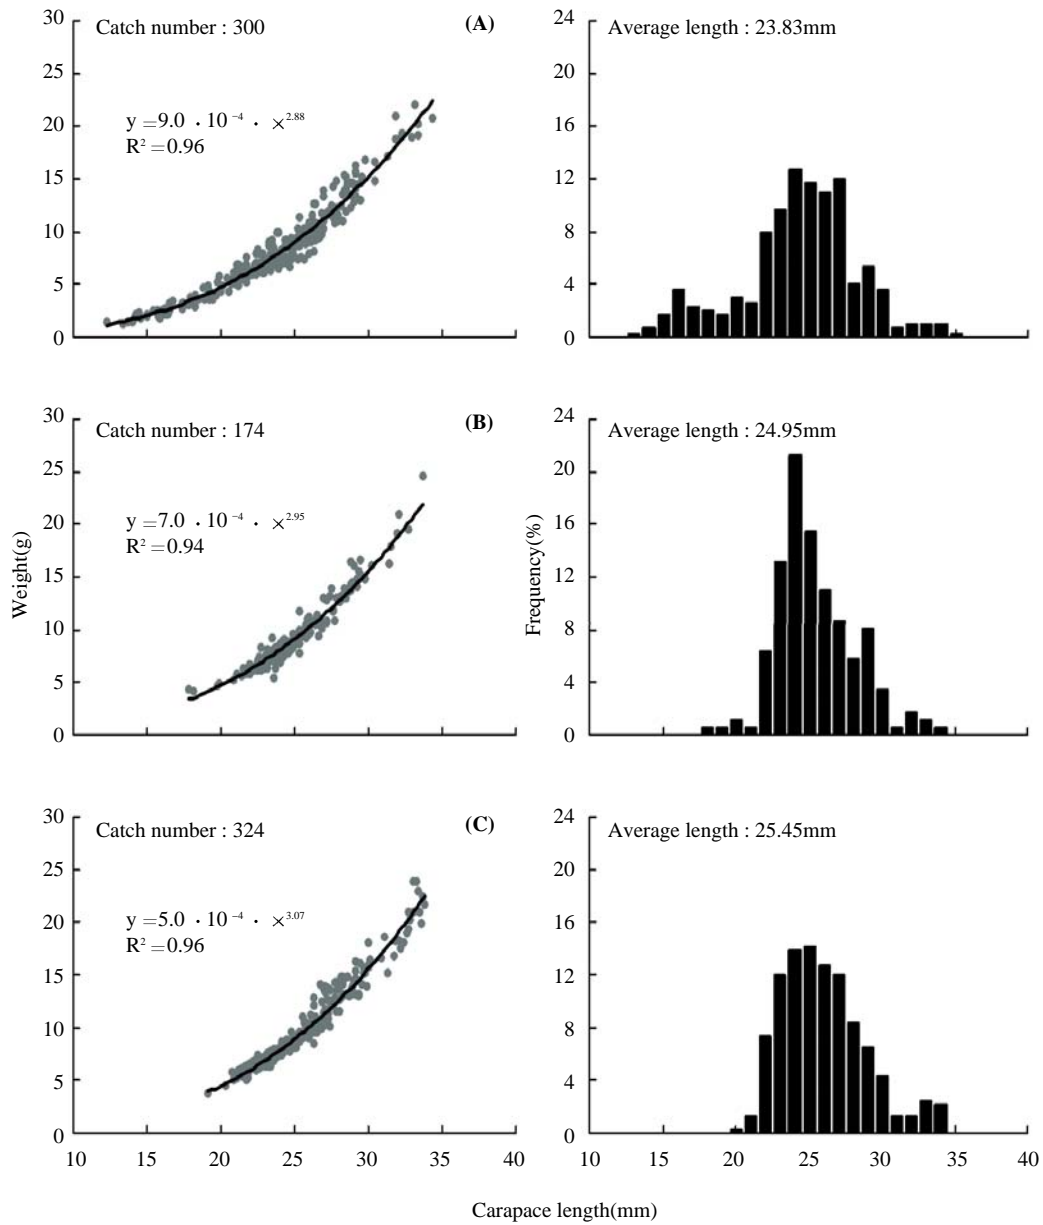 30
25
20
15
10
5
0
Catch number : 300
(A)
y =9.0 · 10⁻⁴ · ×²·⁸⁸
R² =0.96
24
20
16
12
8
4
0
10
40
Average length : 23.83mm
30
25
20
15
10
5
0
Catch number : 174
(B)
y =7.0 · 10⁻⁴ · ×²·⁹⁵
R² =0.94
Weight(g)
24
20
16
12
8
4
0
Average length : 24.95mm
Frequency(%)
30
25
20
15
10
5
0
Catch number : 324
(C)
y =5.0 · 10⁻⁴ · ×³·⁰⁷
R² =0.96
24
20
16
12
8
4
0
Average length : 25.45mm
10 15 20 25 30 35 40
10 15 20 25 30 35 40
Carapace length(mm)